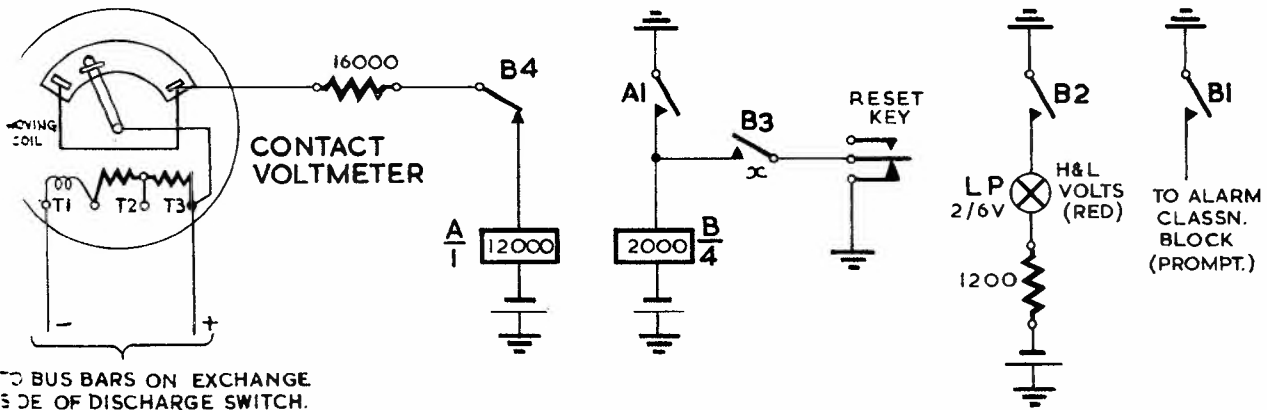 16000
B4
A1
B3
x
RESET
KEY
B2
B1
CONTACT
VOLTMETER
COIL
T1
T2
T3
A
1
12000
2000
B
4
LP
2/6V
H&L
VOLTS
(RED)
1200
TO ALARM
CLASSN.
BLOCK
(PROMPT.)
-
+
BUS BARS ON EXCHANGE
OF DISCHARGE SWITCH.